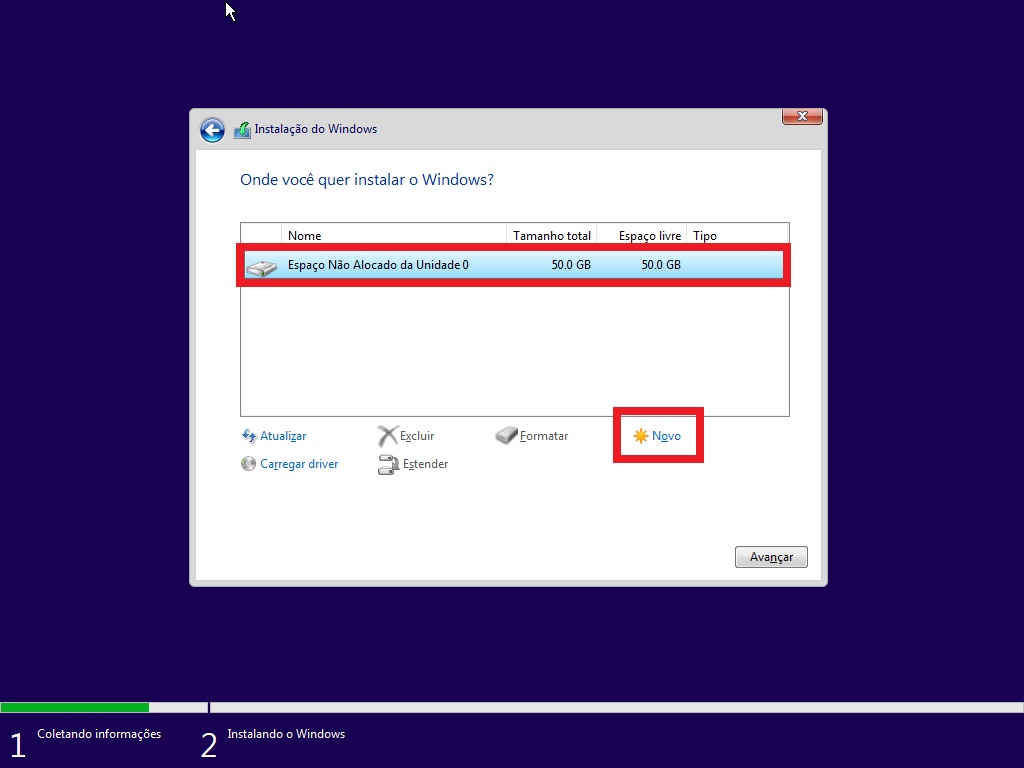 Instalação do Windows
Onde você quer instalar o Windows?
Nome Tamanho total Espaço livre Tipo
Espaço Não Alocado da Unidade 0 50.0 GB 50.0 GB
Atualizar Excluir Formatar Novo
Carregar driver Estender
Avançar
1 Coletando informações 2 Instalando o Windows